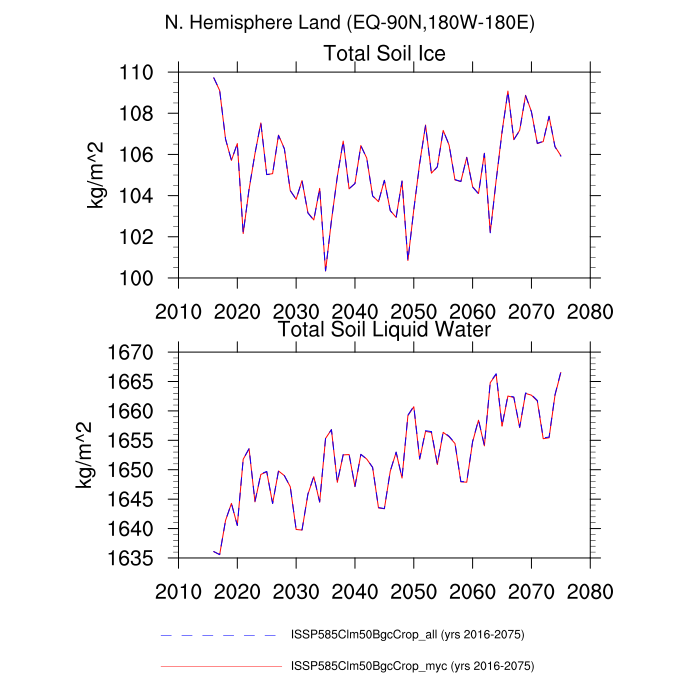 N. Hemisphere Land (EQ-90N,180W-180E)
Total Soil Ice
110
108
106
104
102
100
kg/m^2
2010 2020 2030 2040 2050 2060 2070 2080
Total Soil Liquid Water
1670
1665
1660
1655
1650
1645
1640
1635
kg/m^2
2010 2020 2030 2040 2050 2060 2070 2080
ISSP585Clm50BgcCrop_all (yrs 2016-2075)
ISSP585Clm50BgcCrop_myc (yrs 2016-2075)